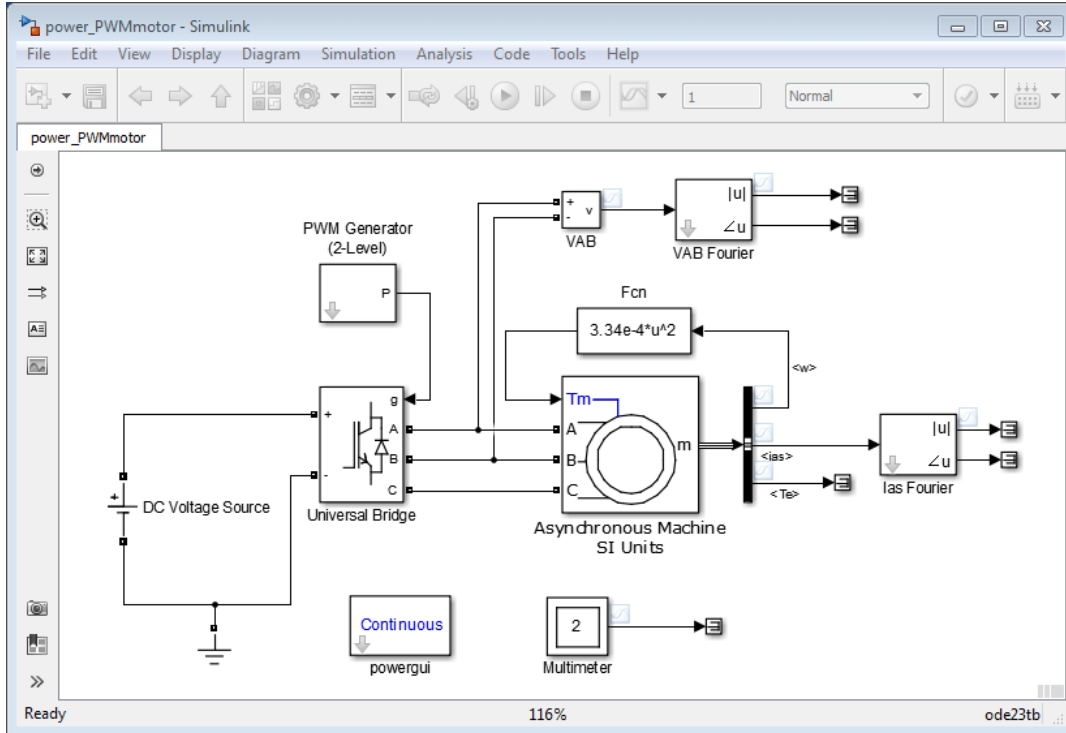 power_PWMmotor - Simulink
File Edit View Display Diagram Simulation Analysis Code Tools Help
1 Normal
power_PWMmotor
PWM Generator
(2-Level)
P
+ - v
VAB
|u|
∠u
VAB Fourier
Fcn
3.34e-4*u^2
<w>
g
+
A
B
-
C
Universal Bridge
Tm
A
B
C
m
Asynchronous Machine
SI Units
<ias>
<Te>
|u|
∠u
Ias Fourier
+
DC Voltage Source
Continuous
powergui
2
Multimeter
Ready 116% ode23tb